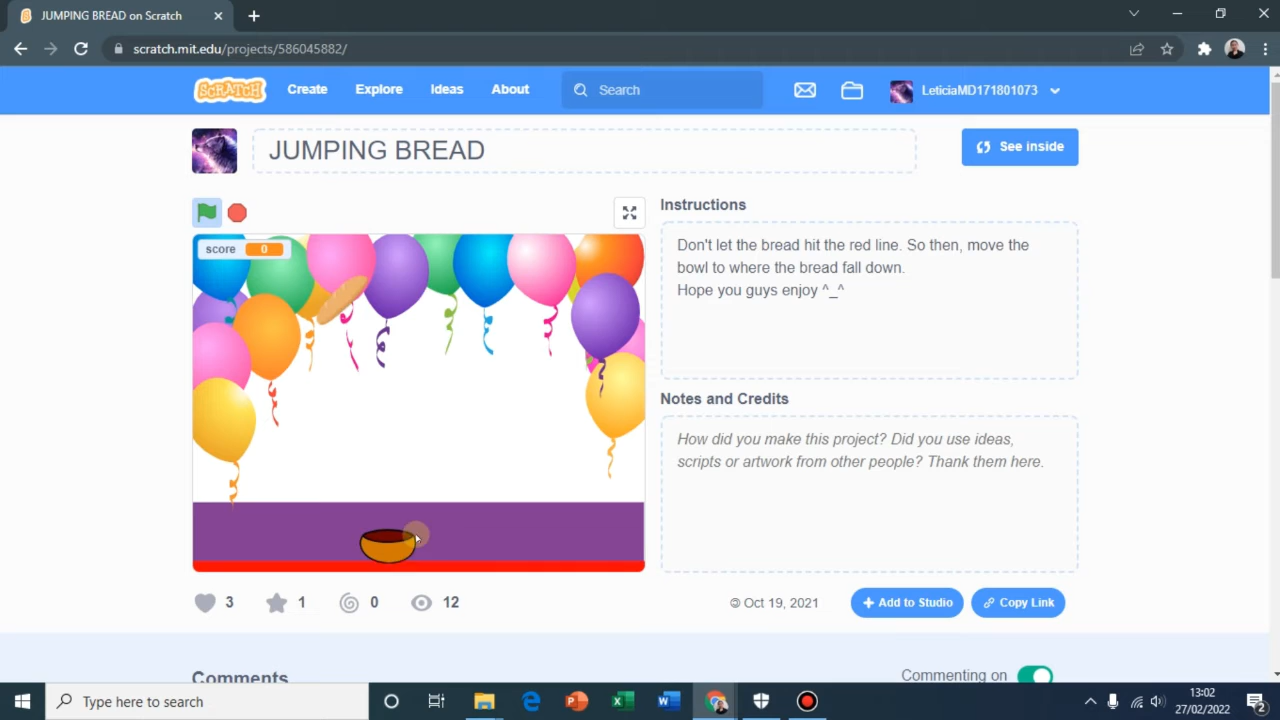 JUMPING BREAD on Scratch
scratch.mit.edu/projects/586045882/
SCRATCH Create Explore Ideas About Search LeticiaMD171801073
JUMPING BREAD
See inside
score 0
Instructions
Don't let the bread hit the red line. So then, move the
bowl to where the bread fall down.
Hope you guys enjoy ^_^
Notes and Credits
How did you make this project? Did you use ideas,
scripts or artwork from other people? Thank them here.
3 1 0 12
© Oct 19, 2021
Add to Studio
Copy Link
Comments
Commenting on
Type here to search
13:02
27/02/2022
2